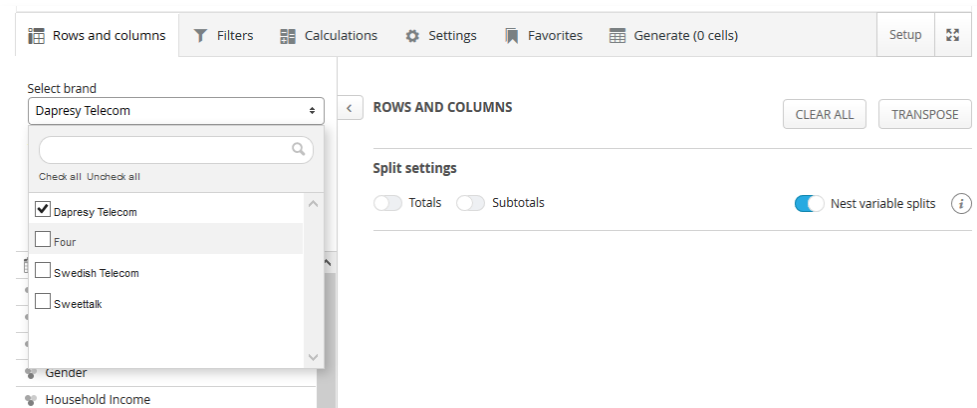 Rows and columns Filters Calculations Settings Favorites Generate (0 cells) Setup
Select brand
Dapresy Telecom
ROWS AND COLUMNS
CLEAR ALL TRANSPOSE
Check all Uncheck all
Split settings
Totals Subtotals Nest variable splits i
Dapresy Telecom
Four
Swedish Telecom
Sweettalk
Gender
Household Income